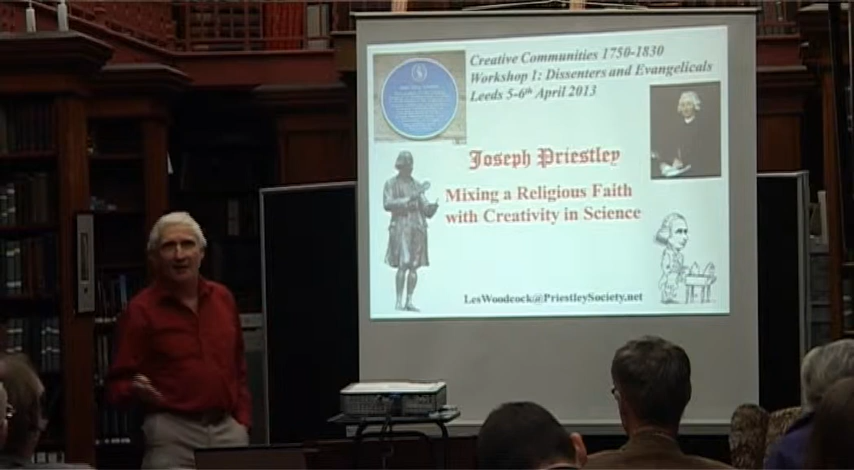 Creative Communities 1750-1830
Workshop 1: Dissenters and Evangelicals
Leeds 5-6th April 2013
Joseph Priestley
Mixing a Religious Faith
with Creativity in Science
LesWoodcock@PriestleySociety.net